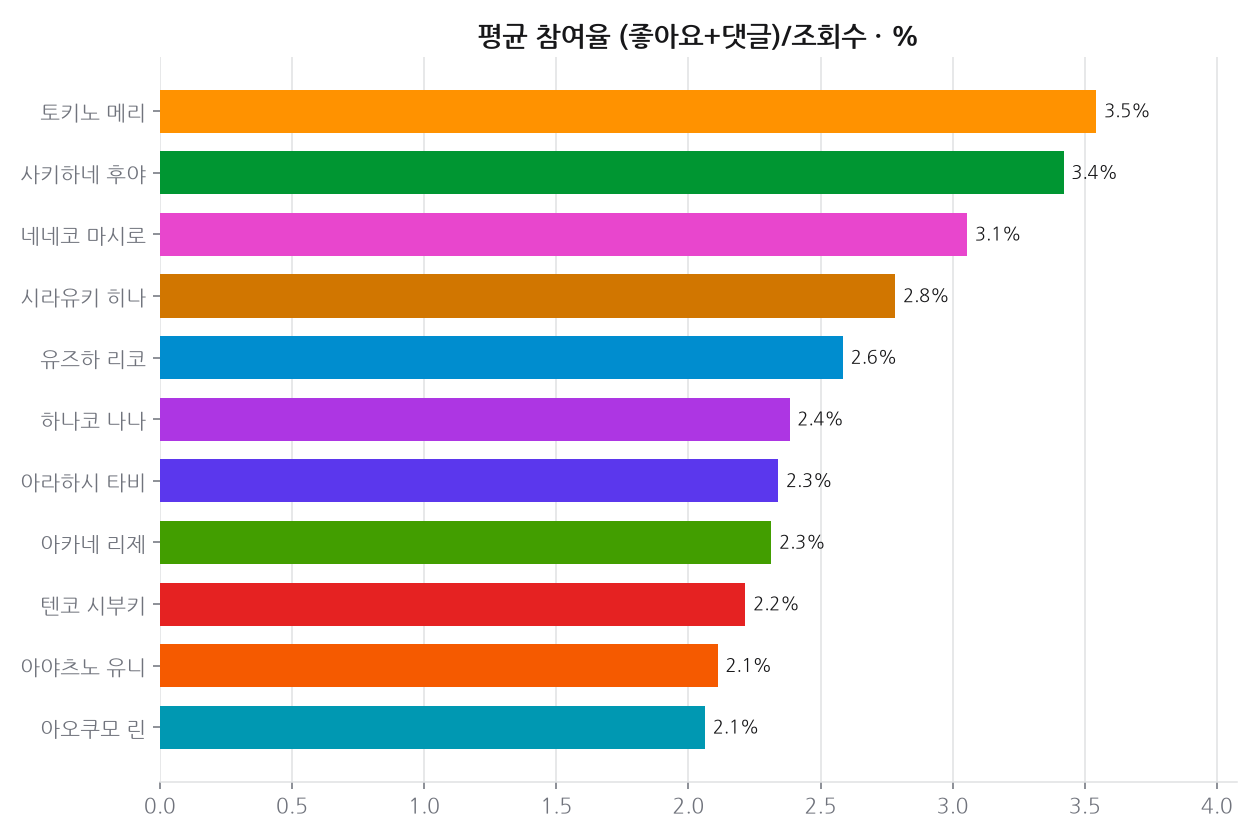 평균 참여율 (좋아요+댓글)/조회수 · %
토키노 메리 3.5%
사키하네 후야 3.4%
네네코 마시로 3.1%
시라유키 히나 2.8%
유즈하 리코 2.6%
하나코 나나 2.4%
아라하시 타비 2.3%
아카네 리제 2.3%
텐코 시부키 2.2%
아야츠노 유니 2.1%
아오쿠모 린 2.1%
0.0 0.5 1.0 1.5 2.0 2.5 3.0 3.5 4.0